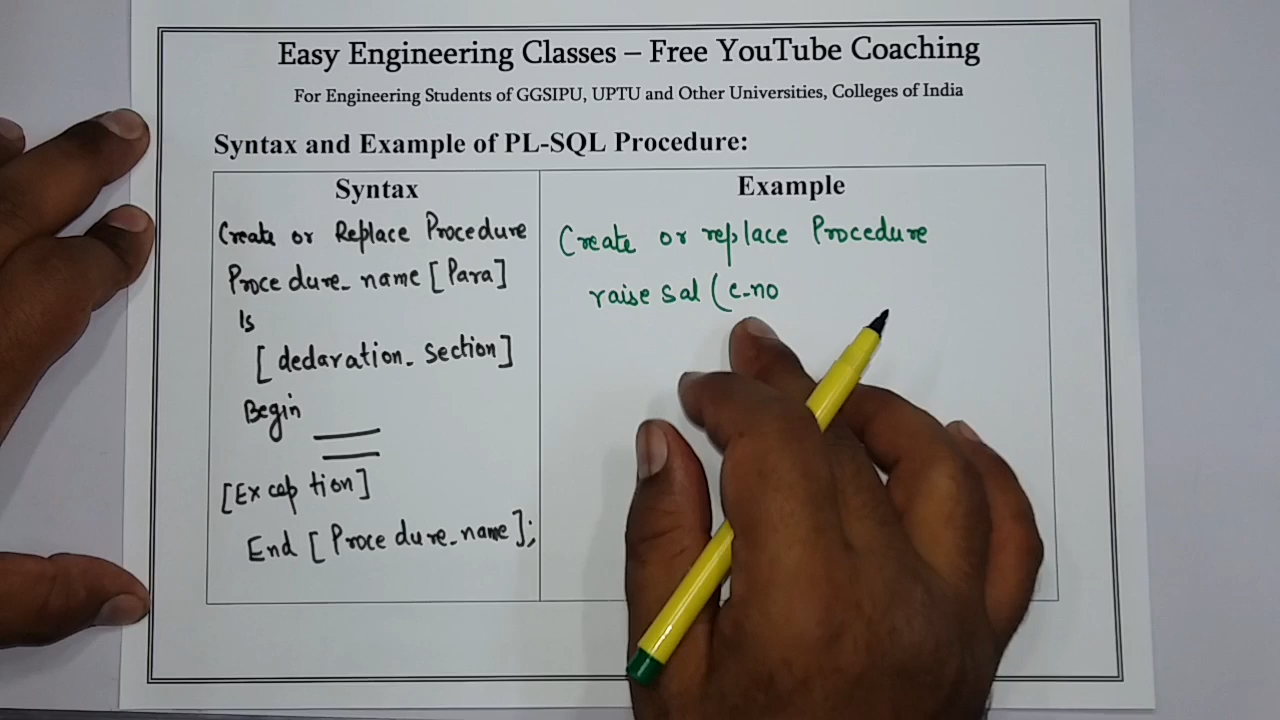 Easy Engineering Classes – Free YouTube Coaching
For Engineering Students of GGSIPU, UPTU and Other Universities, Colleges of India
Syntax and Example of PL-SQL Procedure:
Syntax
Create or Replace Procedure
Procedure_name [Para]
Is
[declaration_section]
Begin
[Exception]
End [Procedure_name];
Example
Create or replace Procedure
raise sal (e-no